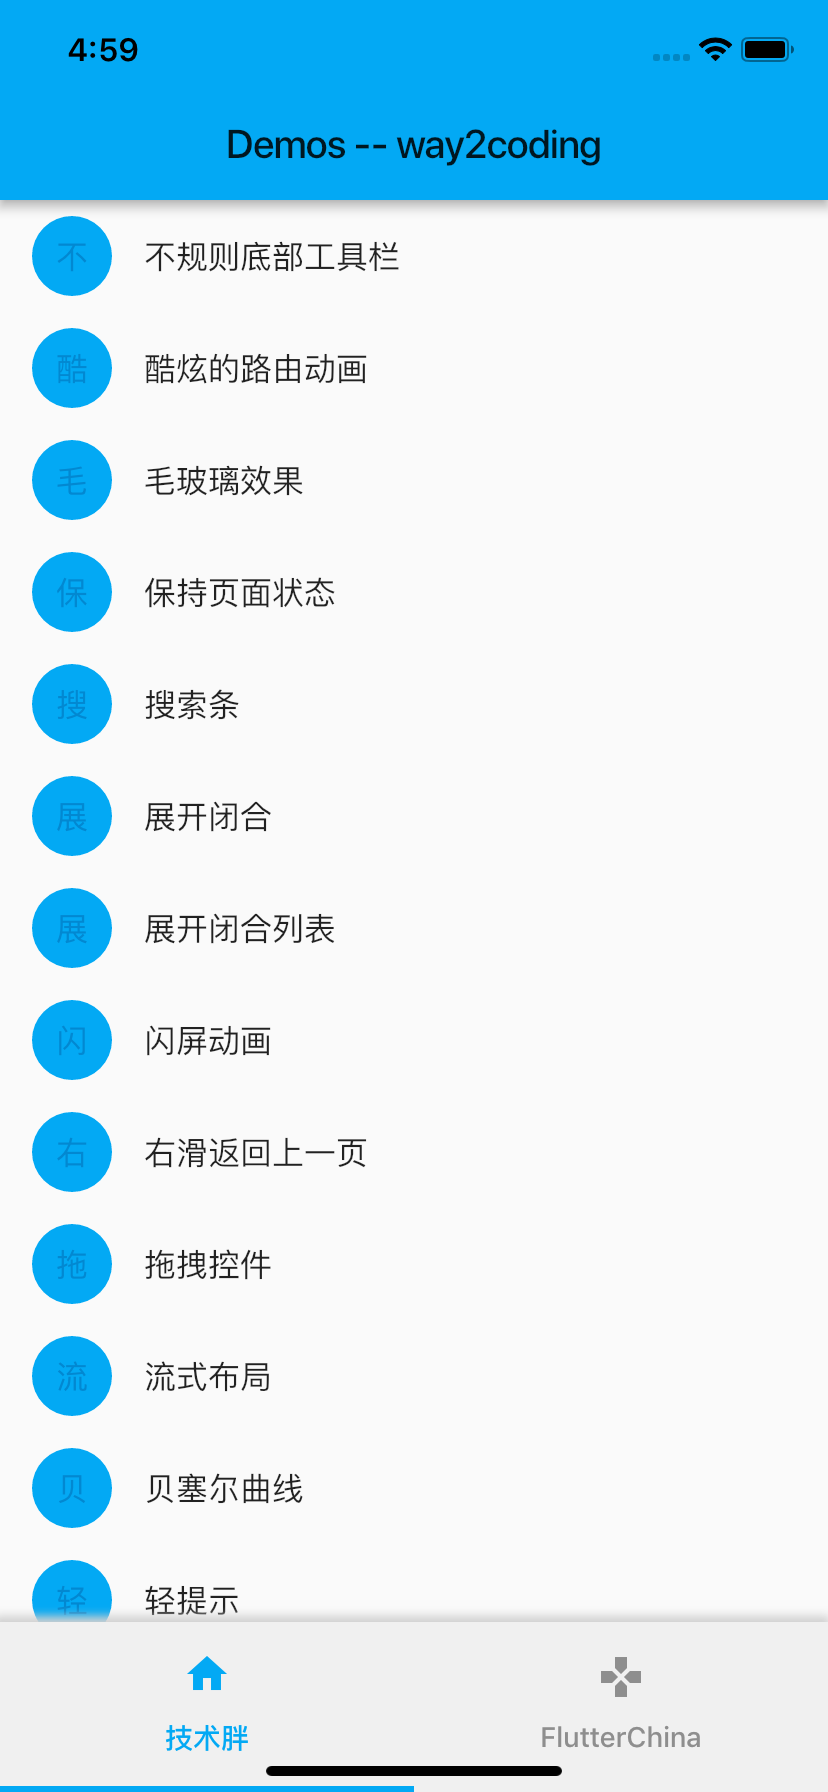 4:59
Demos -- way2coding
不 不规则底部工具栏
酷 酷炫的路由动画
毛 毛玻璃效果
保 保持页面状态
搜 搜索条
展 展开闭合
展 展开闭合列表
闪 闪屏动画
右 右滑返回上一页
拖 拖拽控件
流 流式布局
贝 贝塞尔曲线
轻 轻提示
技术胖 FlutterChina